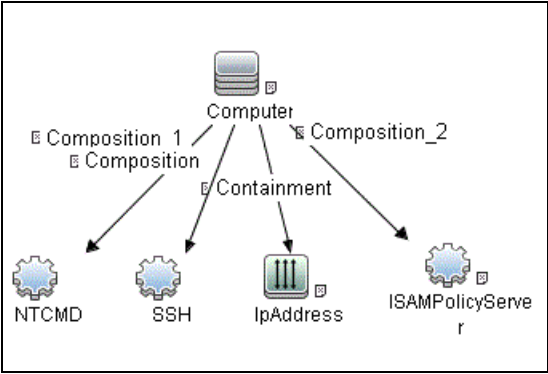 Computer
Composition_1
Composition_2
Composition
Containment
NTCMD
SSH
IpAddress
ISAMPolicyServe
r